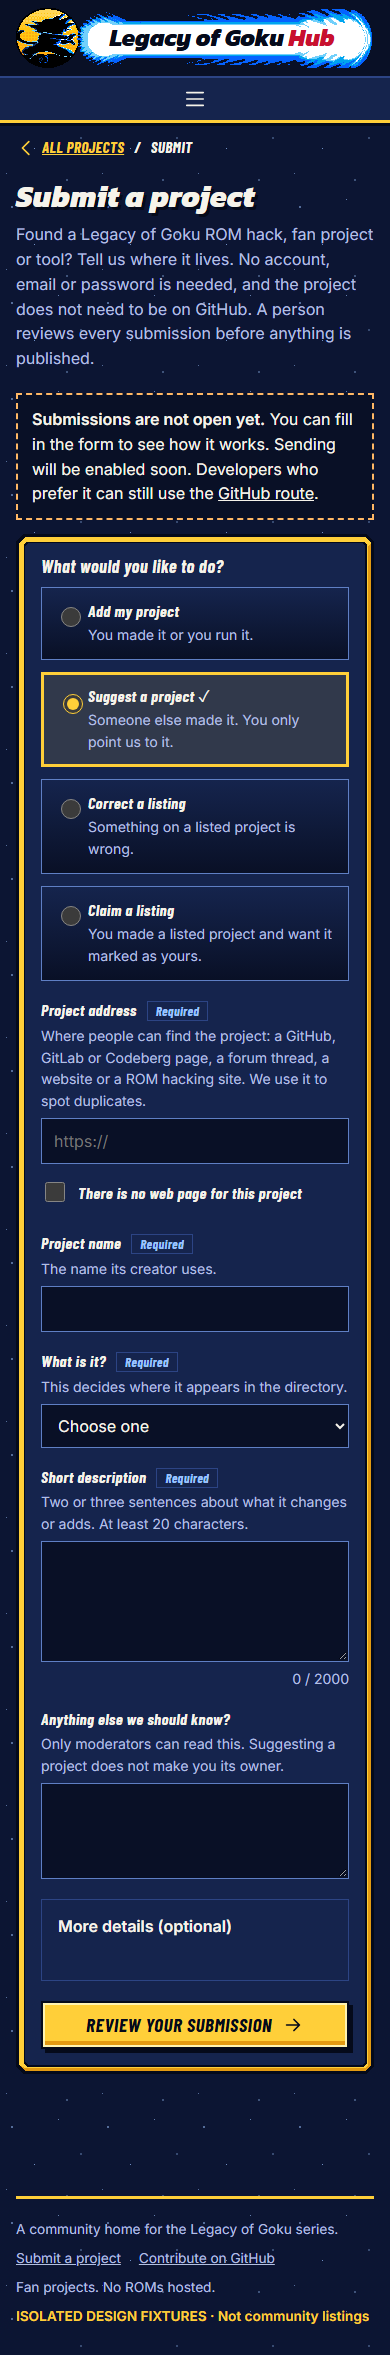 Legacy of Goku Hub
ALL PROJECTS / SUBMIT
Submit a project
Found a Legacy of Goku ROM hack, fan project
or tool? Tell us where it lives. No account,
email or password is needed, and the project
does not need to be on GitHub. A person
reviews every submission before anything is
published.
Submissions are not open yet. You can fill
in the form to see how it works. Sending
will be enabled soon. Developers who
prefer it can still use the GitHub route.
What would you like to do?
Add my project
You made it or you run it.
Suggest a project ✓
Someone else made it. You only
point us to it.
Correct a listing
Something on a listed project is
wrong.
Claim a listing
You made a listed project and want it
marked as yours.
Project address Required
Where people can find the project: a GitHub,
GitLab or Codeberg page, a forum thread, a
website or a ROM hacking site. We use it to
spot duplicates.
https://
There is no web page for this project
Project name Required
The name its creator uses.
What is it? Required
This decides where it appears in the directory.
Choose one
Short description Required
Two or three sentences about what it changes
or adds. At least 20 characters.
0 / 2000
Anything else we should know?
Only moderators can read this. Suggesting a
project does not make you its owner.
More details (optional)
REVIEW YOUR SUBMISSION →
A community home for the Legacy of Goku series.
Submit a project · Contribute on GitHub
Fan projects. No ROMs hosted.
ISOLATED DESIGN FIXTURES · Not community listings